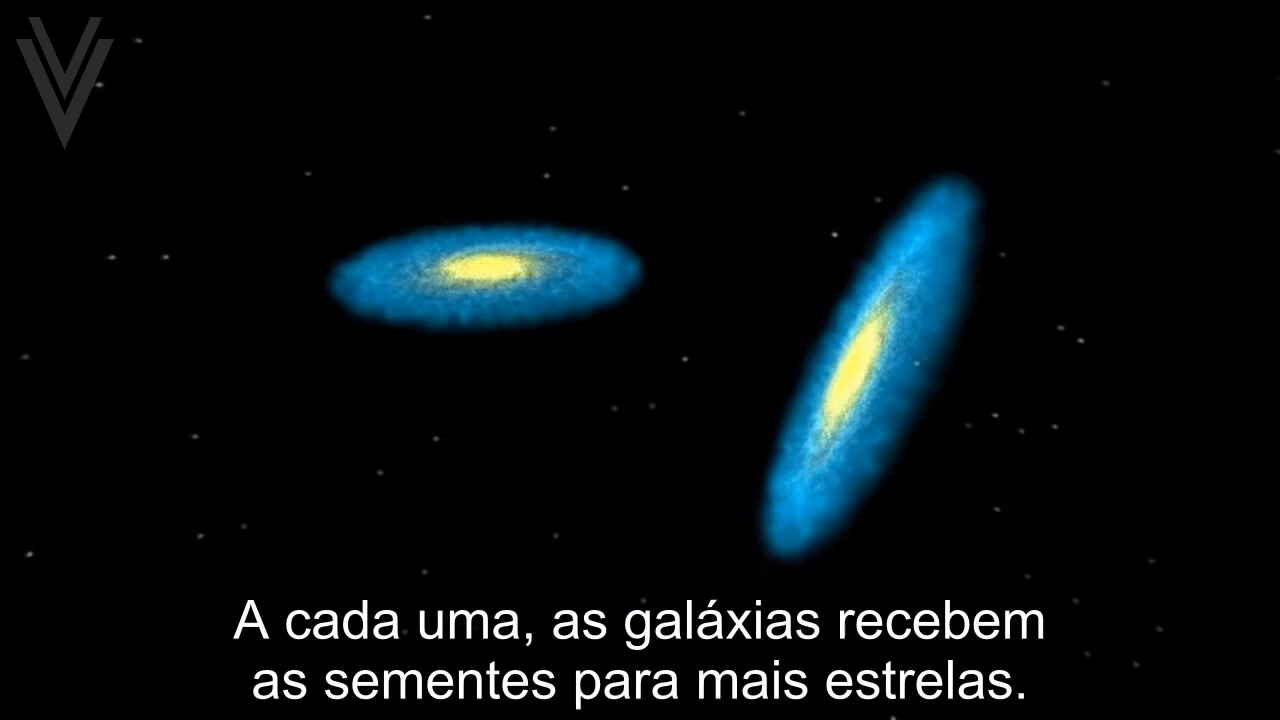 A cada uma, as galáxias recebem
as sementes para mais estrelas.